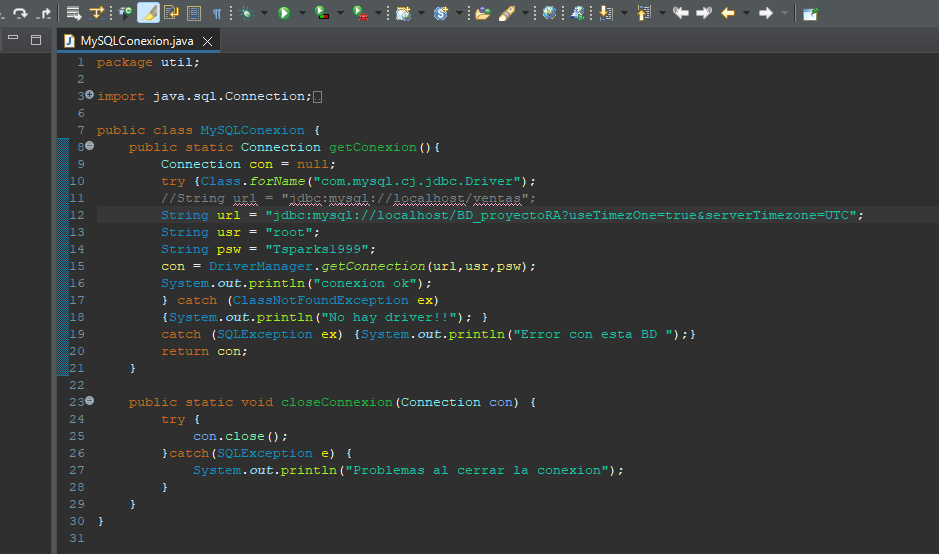 MySQLConexion.java
1 package util;
2
3 import java.sql.Connection;
6
7 public class MySQLConexion {
8 public static Connection getConexion(){
9 Connection con = null;
10 try {Class.forName("com.mysql.cj.jdbc.Driver");
11 //String url = "jdbc:mysql://localhost/ventas";
12 String url = "jdbc:mysql://localhost/BD_proyectoRA?useTimezOne=true&serverTimezone=UTC";
13 String usr = "root";
14 String psw = "Tsparks1999";
15 con = DriverManager.getConnection(url,usr,psw);
16 System.out.println("conexion ok");
17 } catch (ClassNotFoundException ex)
18 {System.out.println("No hay driver!!"); }
19 catch (SQLException ex) {System.out.println("Error con esta BD ");}
20 return con;
21 }
22
23 public static void closeConnexion(Connection con) {
24 try {
25 con.close();
26 }catch(SQLException e) {
27 System.out.println("Problemas al cerrar la conexion");
28 }
29 }
30 }
31